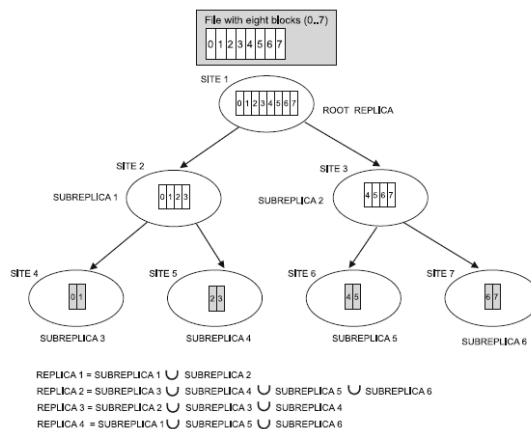 File with eight blocks (0..7)
0 1 2 3 4 5 6 7
SITE 1
0 1 2 3 4 5 6 7
ROOT REPLICA
SITE 2
SITE 3
0 1 2 3
4 5 6 7
SUBREPLİCA 1
SUBREPLICA 2
SITE 4
SITE 5
SITE 6
SITE 7
0 1
2 3
4 5
6 7
SUBREPLICA 3
SUBREPLICA 4
SUBREPLICA 5
SUBREPLICA 6
REPLICA 1 = SUBREPLICA 1 ∪ SUBREPLICA 2
REPLICA 2 = SUBREPLICA 3 ∪ SUBREPLICA 4 ∪ SUBREPLICA 5 ∪ SUBREPLICA 6
REPLICA 3 = SUBREPLICA 2 ∪ SUBREPLICA 3 ∪ SUBREPLICA 4
REPLICA 4 = SUBREPLICA 1 ∪ SUBREPLICA 5 ∪ SUBREPLICA 6